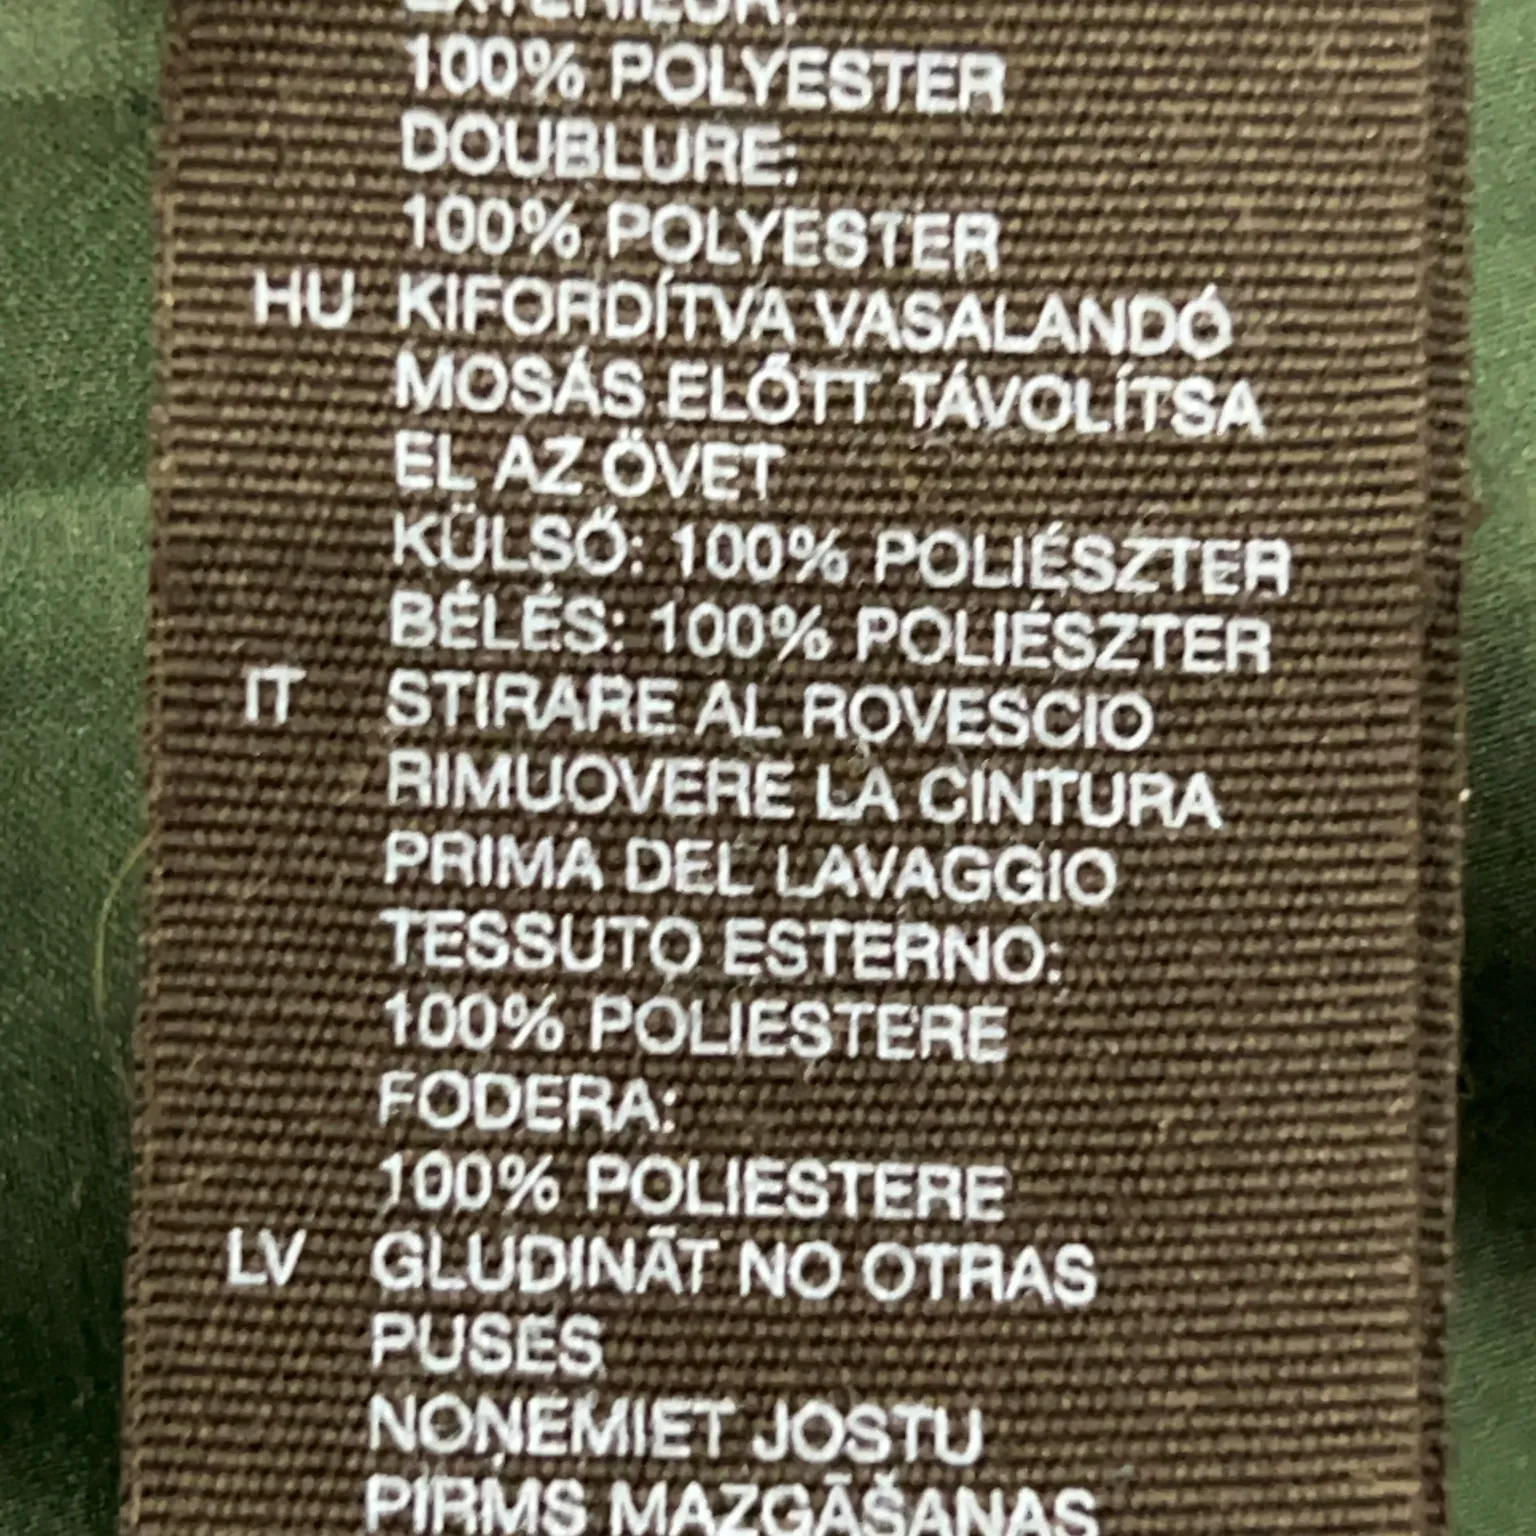 EXTÉRIEUR:
100% POLYESTER
DOUBLURE:
100% POLYESTER
HU KIFORDÍTVA VASALANDÓ
MOSÁS ELŐTT TÁVOLÍTSA
EL AZ ÖVET
KÜLSŐ: 100% POLIÉSZTER
BÉLÉS: 100% POLIÉSZTER
IT STIRARE AL ROVESCIO
RIMUOVERE LA CINTURA
PRIMA DEL LAVAGGIO
TESSUTO ESTERNO:
100% POLIESTERE
FODERA:
100% POLIESTERE
LV GLUDINĀT NO OTRAS
PUSES
NOŅEMIET JOSTU
PIRMS MAZGĀŠANAS